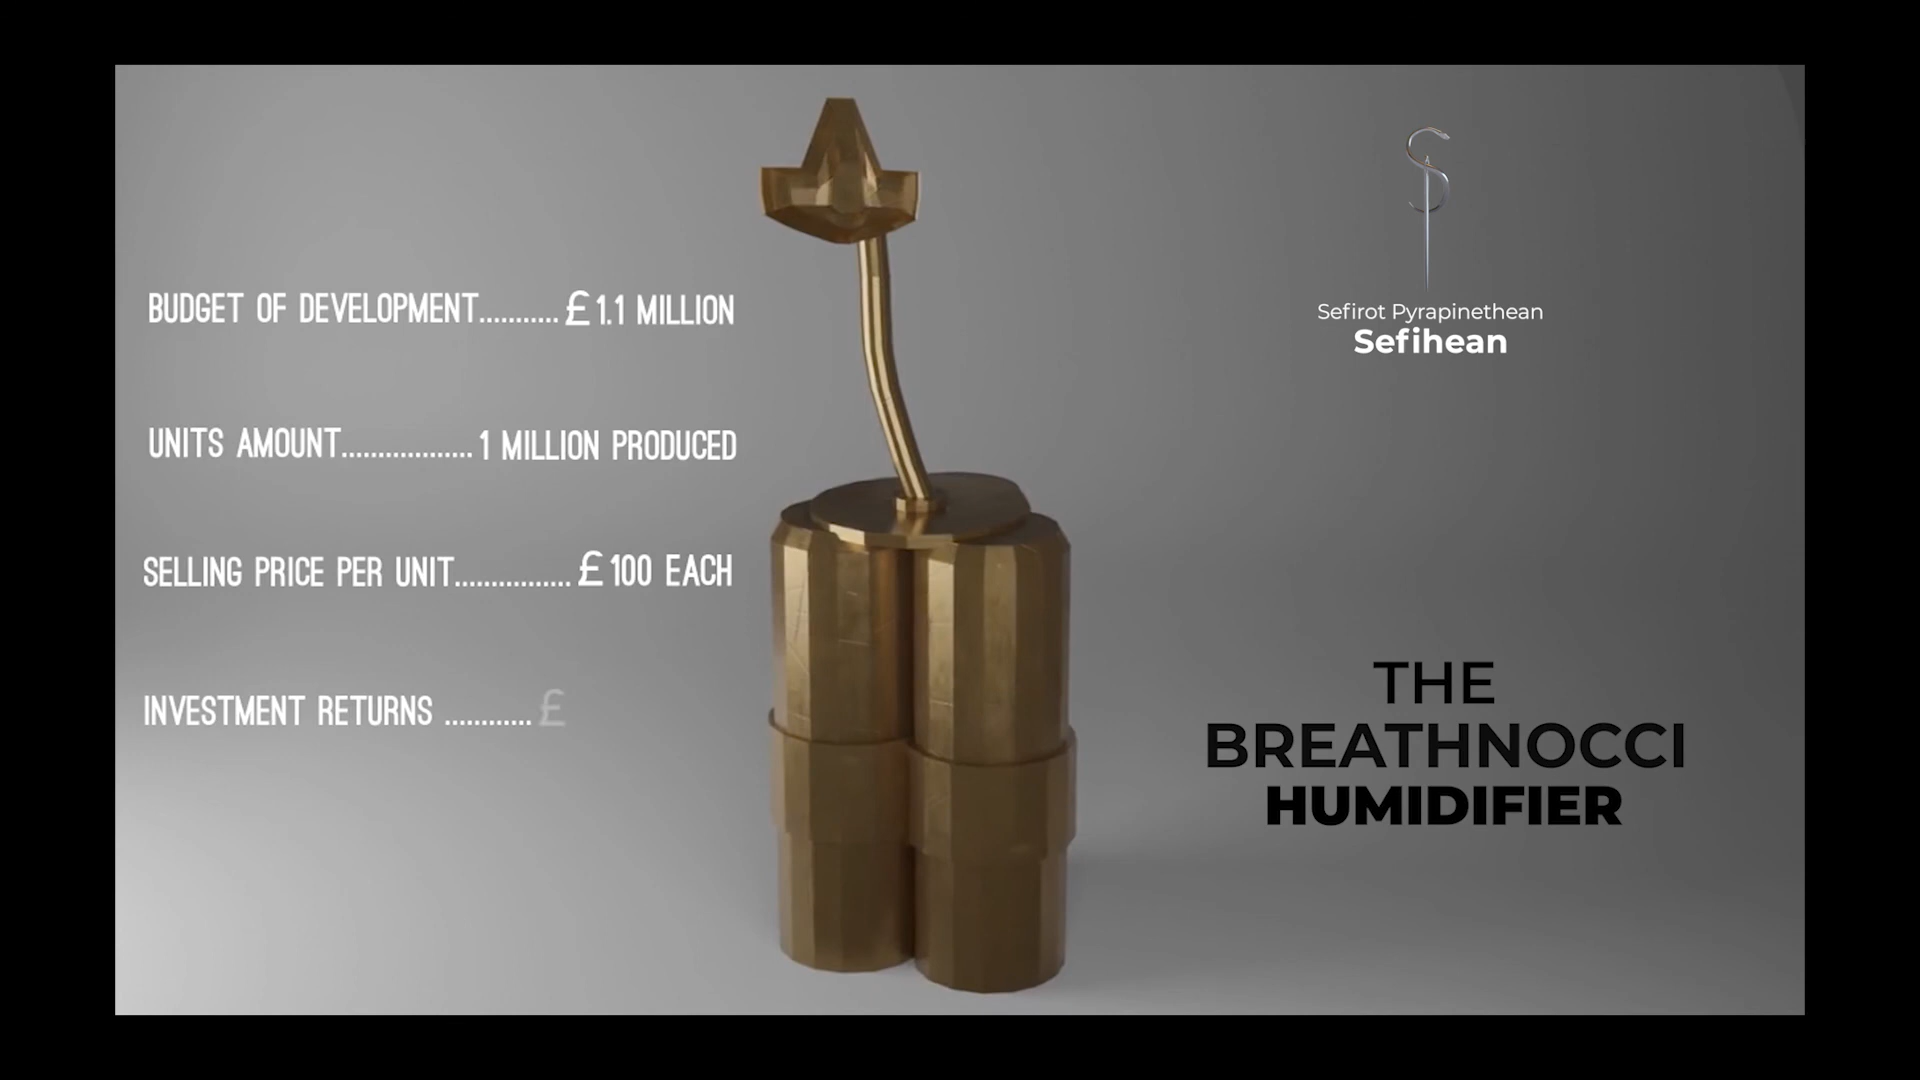 BUDGET OF DEVELOPMENT...........£1.1 MILLION
UNITS AMOUNT..................1 MILLION PRODUCED
SELLING PRICE PER UNIT................£100 EACH
INVESTMENT RETURNS ............£
Sefirot Pyrapinethean
Sefihean
THE
BREATHNOCCI
HUMIDIFIER